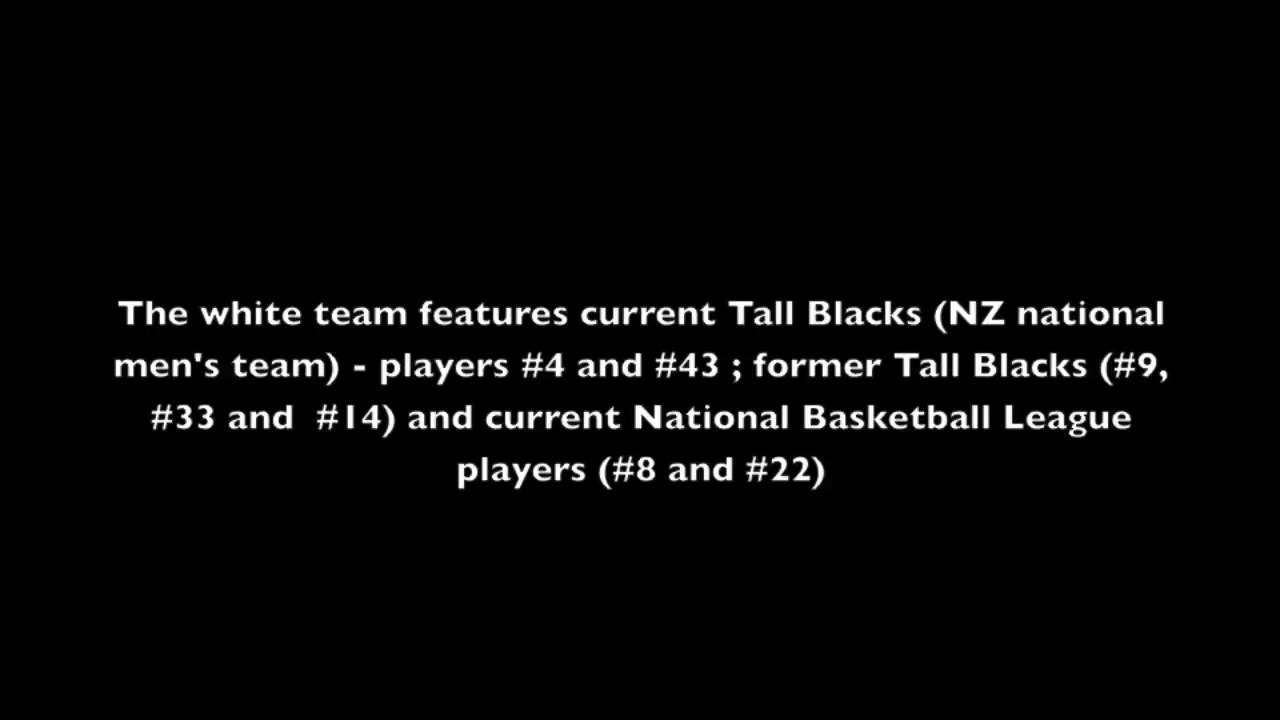 The white team features current Tall Blacks (NZ national
men's team) - players #4 and #43 ; former Tall Blacks (#9,
#33 and  #14) and current National Basketball League
players (#8 and #22)